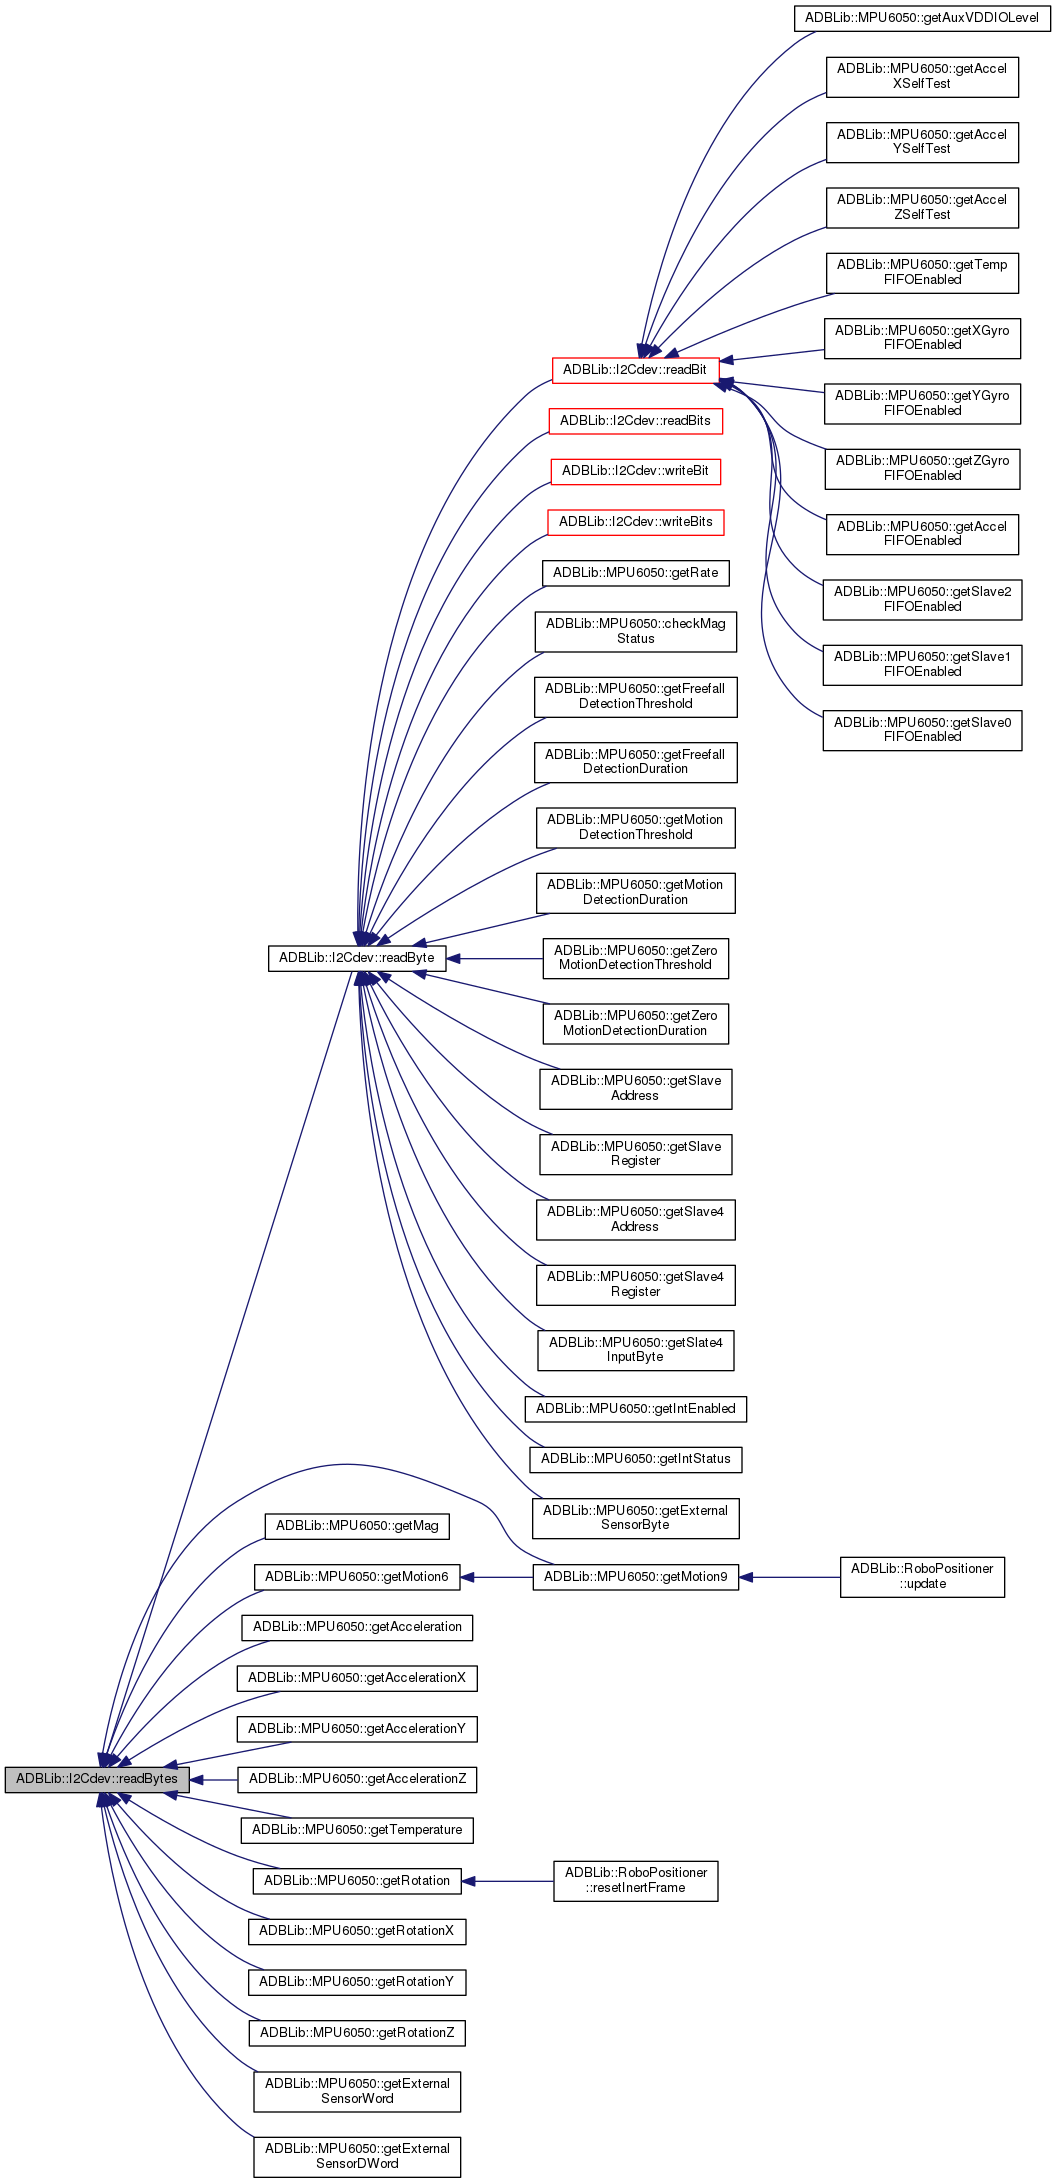 ADBLib::MPU6050::getAuxVDDIOLevel
ADBLib::MPU6050::getAccel
XSelfTest
ADBLib::MPU6050::getAccel
YSelfTest
ADBLib::MPU6050::getAccel
ZSelfTest
ADBLib::MPU6050::getTemp
FIFOEnabled
ADBLib::MPU6050::getXGyro
FIFOEnabled
ADBLib::I2Cdev::readBit
ADBLib::MPU6050::getYGyro
FIFOEnabled
ADBLib::I2Cdev::readBits
ADBLib::MPU6050::getZGyro
FIFOEnabled
ADBLib::I2Cdev::writeBit
ADBLib::I2Cdev::writeBits
ADBLib::MPU6050::getAccel
FIFOEnabled
ADBLib::MPU6050::getRate
ADBLib::MPU6050::getSlave2
FIFOEnabled
ADBLib::MPU6050::checkMag
Status
ADBLib::MPU6050::getSlave1
FIFOEnabled
ADBLib::MPU6050::getFreefall
DetectionThreshold
ADBLib::MPU6050::getSlave0
FIFOEnabled
ADBLib::MPU6050::getFreefall
DetectionDuration
ADBLib::MPU6050::getMotion
DetectionThreshold
ADBLib::MPU6050::getMotion
DetectionDuration
ADBLib::I2Cdev::readByte
ADBLib::MPU6050::getZero
MotionDetectionThreshold
ADBLib::MPU6050::getZero
MotionDetectionDuration
ADBLib::MPU6050::getSlave
Address
ADBLib::MPU6050::getSlave
Register
ADBLib::MPU6050::getSlave4
Address
ADBLib::MPU6050::getSlave4
Register
ADBLib::MPU6050::getSlate4
InputByte
ADBLib::MPU6050::getIntEnabled
ADBLib::MPU6050::getIntStatus
ADBLib::MPU6050::getExternal
SensorByte
ADBLib::MPU6050::getMag
ADBLib::MPU6050::getMotion6
ADBLib::MPU6050::getMotion9
ADBLib::RoboPositioner
::update
ADBLib::MPU6050::getAcceleration
ADBLib::MPU6050::getAccelerationX
ADBLib::MPU6050::getAccelerationY
ADBLib::I2Cdev::readBytes
ADBLib::MPU6050::getAccelerationZ
ADBLib::MPU6050::getTemperature
ADBLib::MPU6050::getRotation
ADBLib::RoboPositioner
::resetInertFrame
ADBLib::MPU6050::getRotationX
ADBLib::MPU6050::getRotationY
ADBLib::MPU6050::getRotationZ
ADBLib::MPU6050::getExternal
SensorWord
ADBLib::MPU6050::getExternal
SensorDWord